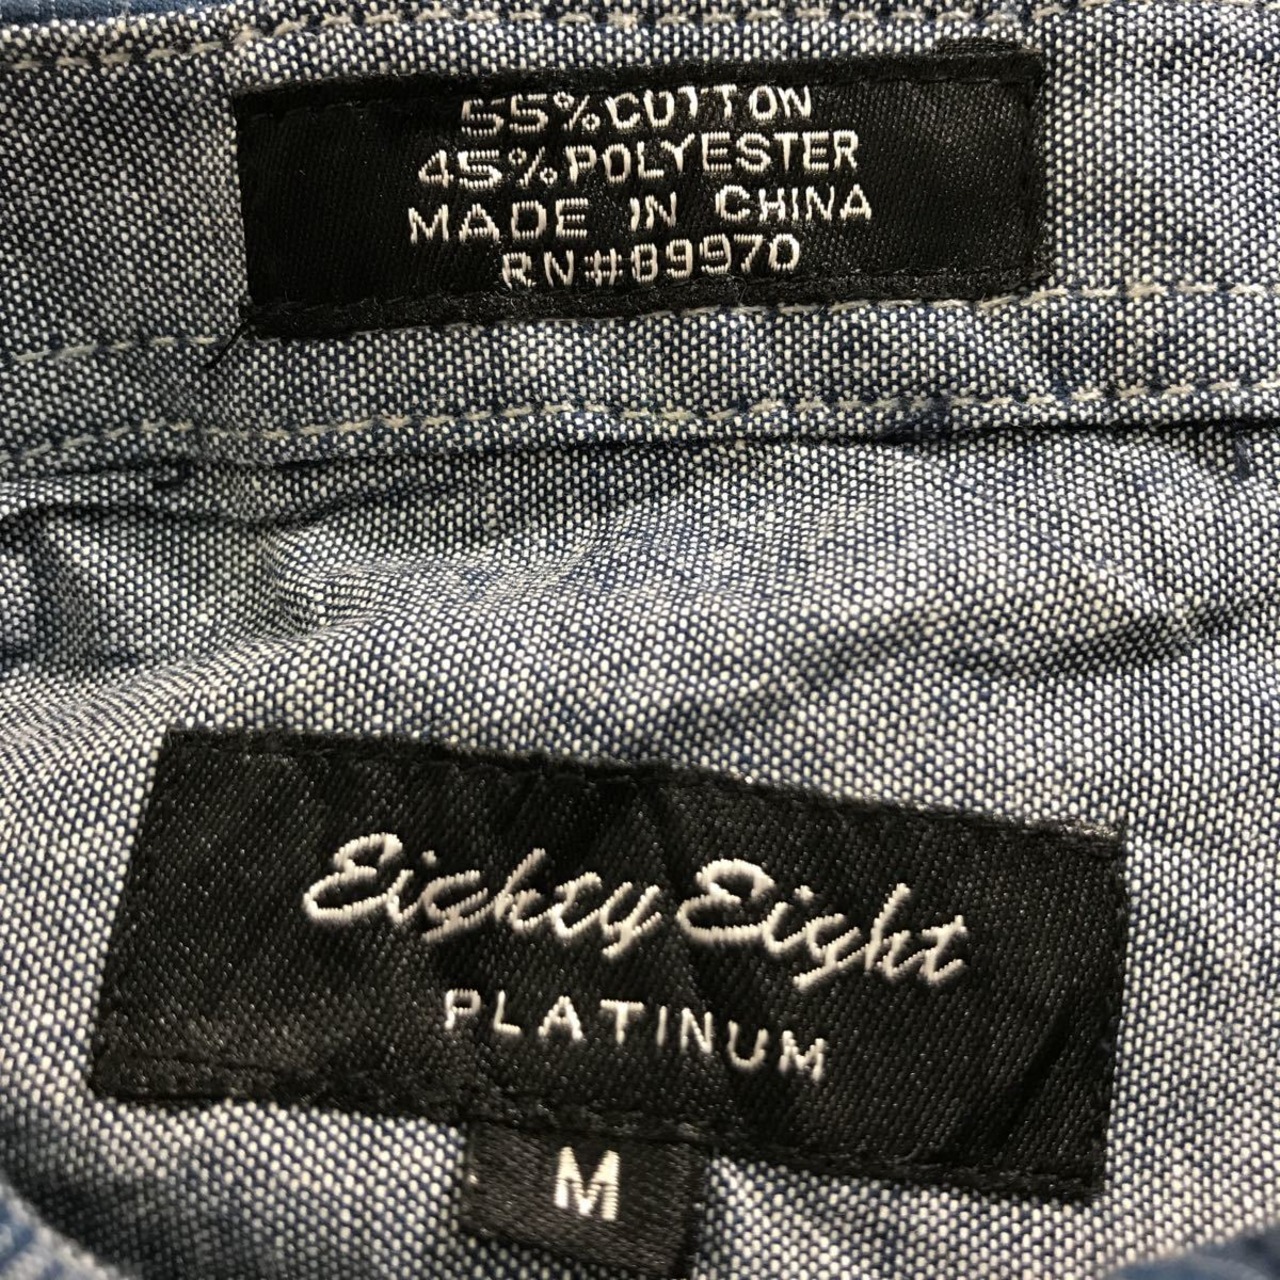 55% COTTON
45% POLYESTER
MADE IN CHINA
RN#89970
Eighty Eight
PLATINUM
M